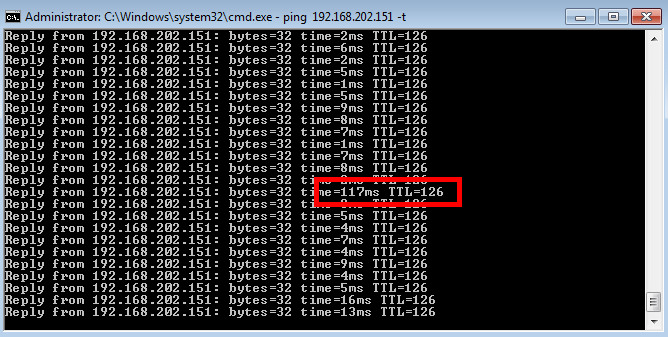 Administrator: C:\Windows\system32\cmd.exe - ping 192.168.202.151 -t
Reply from 192.168.202.151: bytes=32 time=2ms TTL=126
Reply from 192.168.202.151: bytes=32 time=6ms TTL=126
Reply from 192.168.202.151: bytes=32 time=2ms TTL=126
Reply from 192.168.202.151: bytes=32 time=5ms TTL=126
Reply from 192.168.202.151: bytes=32 time=1ms TTL=126
Reply from 192.168.202.151: bytes=32 time=5ms TTL=126
Reply from 192.168.202.151: bytes=32 time=9ms TTL=126
Reply from 192.168.202.151: bytes=32 time=8ms TTL=126
Reply from 192.168.202.151: bytes=32 time=7ms TTL=126
Reply from 192.168.202.151: bytes=32 time=1ms TTL=126
Reply from 192.168.202.151: bytes=32 time=7ms TTL=126
Reply from 192.168.202.151: bytes=32 time=8ms TTL=126
Reply from 192.168.202.151: bytes=32 TTL=126
Reply from 192.168.202.151: bytes=32 time=117ms TTL=126
Reply from 192.168.202.151: bytes=32 TTL=126
Reply from 192.168.202.151: bytes=32 time=5ms TTL=126
Reply from 192.168.202.151: bytes=32 time=4ms TTL=126
Reply from 192.168.202.151: bytes=32 time=7ms TTL=126
Reply from 192.168.202.151: bytes=32 time=4ms TTL=126
Reply from 192.168.202.151: bytes=32 time=9ms TTL=126
Reply from 192.168.202.151: bytes=32 time=4ms TTL=126
Reply from 192.168.202.151: bytes=32 time=5ms TTL=126
Reply from 192.168.202.151: bytes=32 time=16ms TTL=126
Reply from 192.168.202.151: bytes=32 time=13ms TTL=126